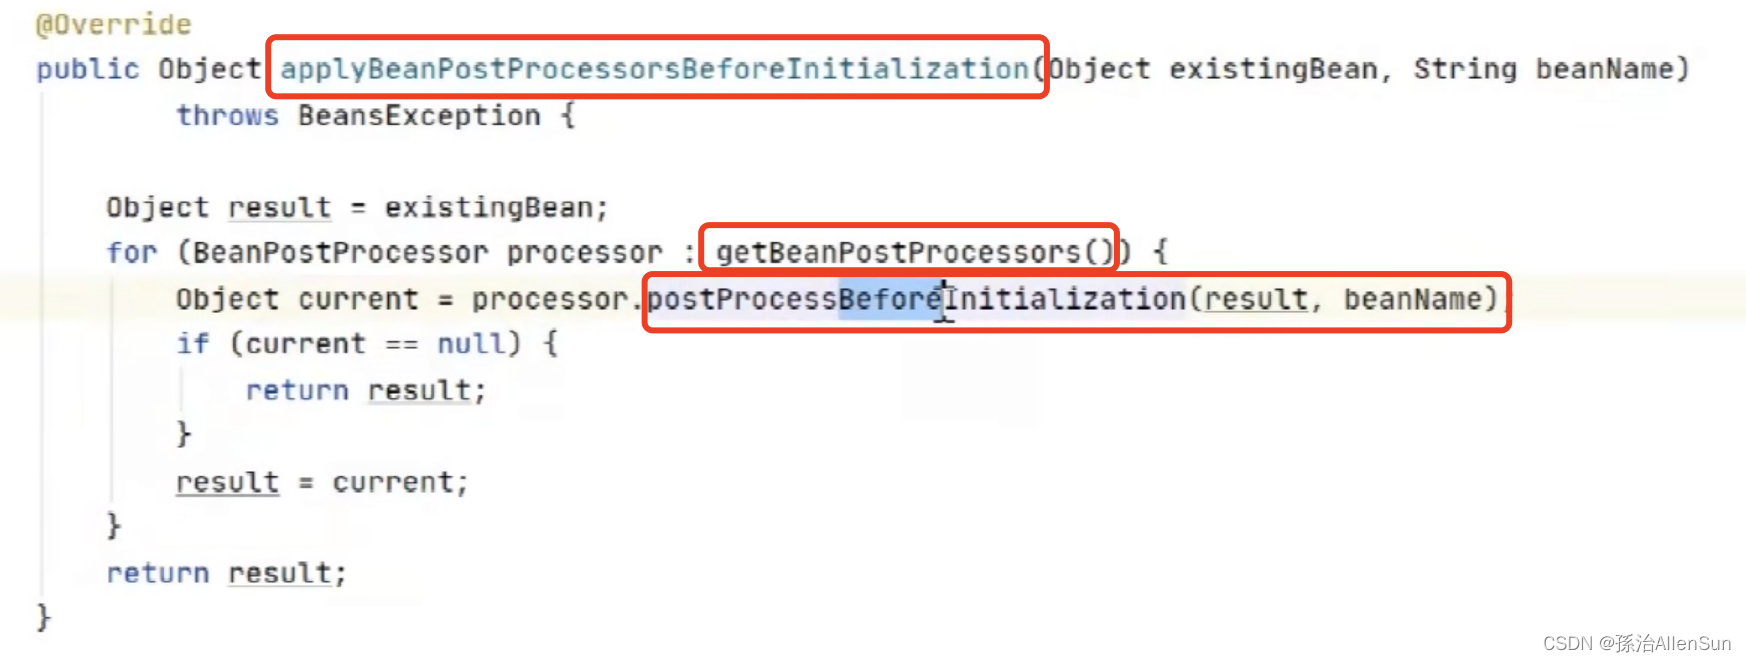 @Override
public Object applyBeanPostProcessorsBeforeInitialization(Object existingBean, String beanName)
throws BeansException {
Object result = existingBean;
for (BeanPostProcessor processor : getBeanPostProcessors()) {
Object current = processor.postProcessBeforeInitialization(result, beanName);
if (current == null) {
return result;
}
result = current;
}
return result;
}
CSDN @孫治AllenSun